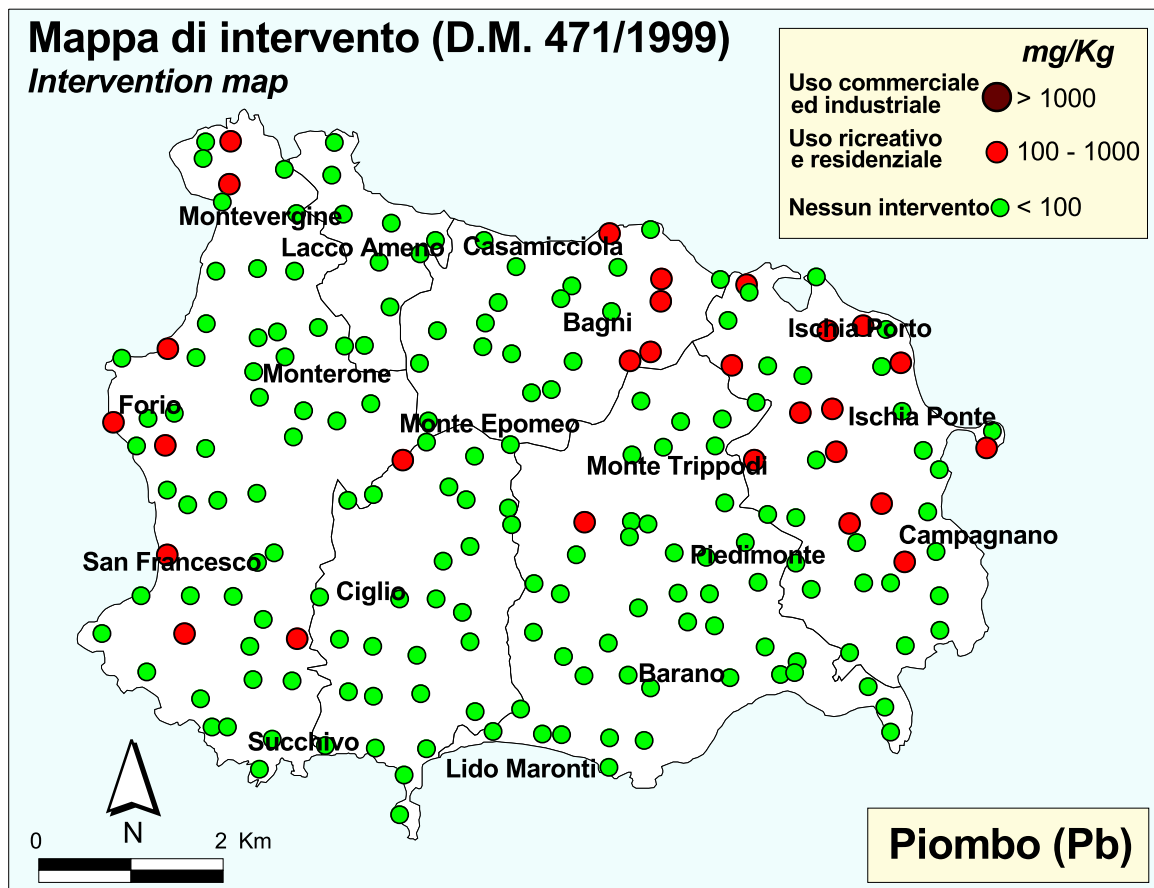 Mappa di intervento (D.M. 471/1999)
Intervention map
mg/Kg
Uso commerciale
ed industriale
> 1000
Uso ricreativo
e residenziale
100 - 1000
Nessun intervento
< 100
Montevergine
Lacco Ameno
Casamicciola
Bagni
Ischia Porto
Monterone
Forio
Monte Epomeo
Ischia Ponte
Monte Trippodi
Campagnano
Piedimonte
San Francesco
Ciglio
Barano
Succhivo
Lido Maronti
N
0 2 Km
Piombo (Pb)